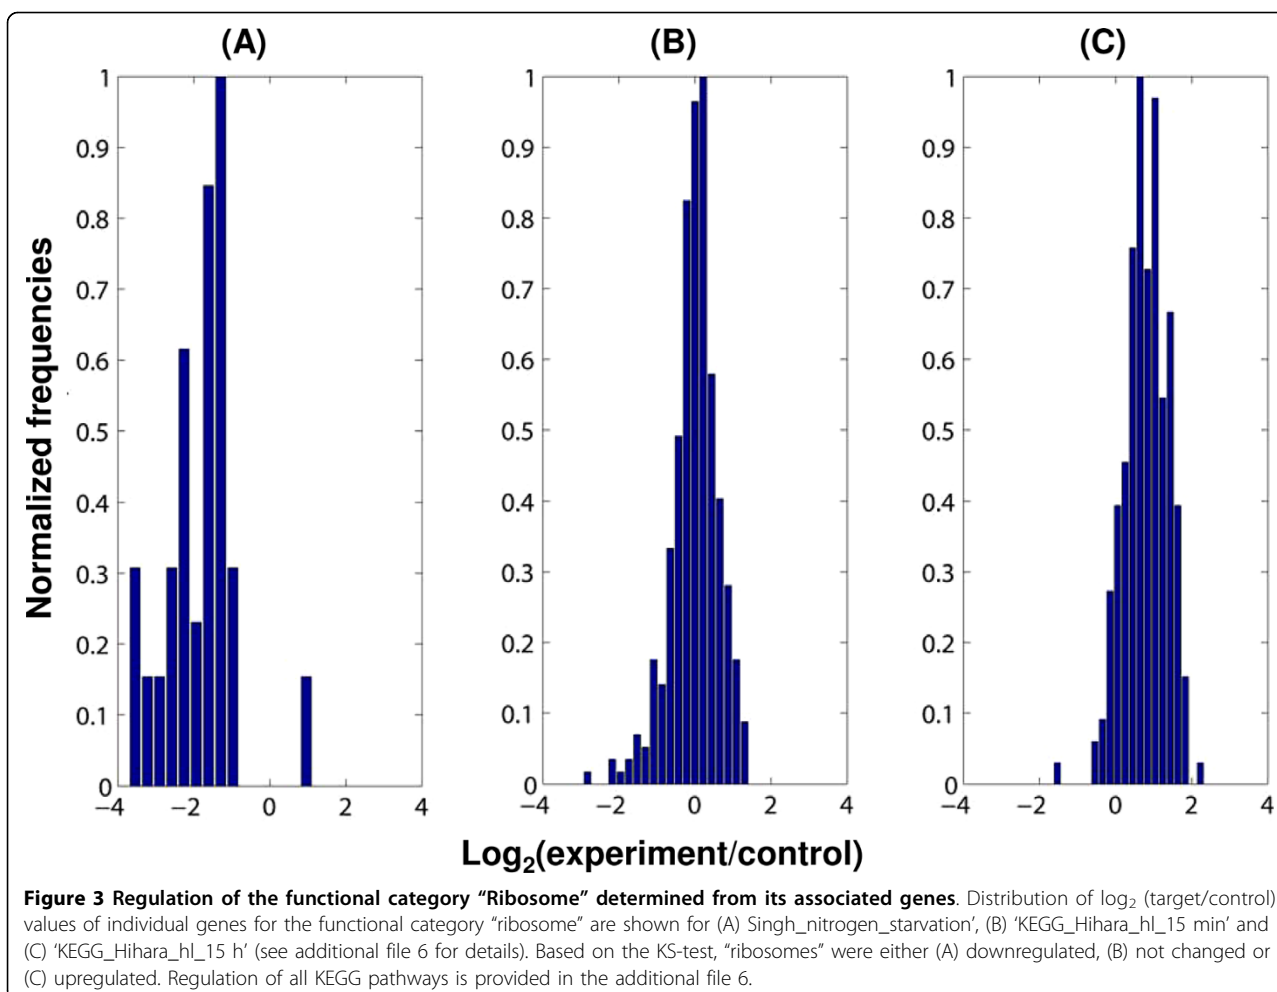 (A) (B) (C)
1 1 1
0.9 0.9 0.9
0.8 0.8 0.8
0.7 0.7 0.7
0.6 0.6 0.6
0.5 0.5 0.5
0.4 0.4 0.4
0.3 0.3 0.3
0.2 0.2 0.2
0.1 0.1 0.1
0 0 0
−4 −2 0 2 4 −4 −2 0 2 4 −4 −2 0 2 4
Normalized frequencies
Log₂(experiment/control)
Figure 3 Regulation of the functional category “Ribosome” determined from its associated genes. Distribution of log₂ (target/control)
values of individual genes for the functional category “ribosome” are shown for (A) Singh_nitrogen_starvation’, (B) ‘KEGG_Hihara_hl_15 min’ and
(C) ‘KEGG_Hihara_hl_15 h’ (see additional file 6 for details). Based on the KS-test, “ribosomes” were either (A) downregulated, (B) not changed or
(C) upregulated. Regulation of all KEGG pathways is provided in the additional file 6.